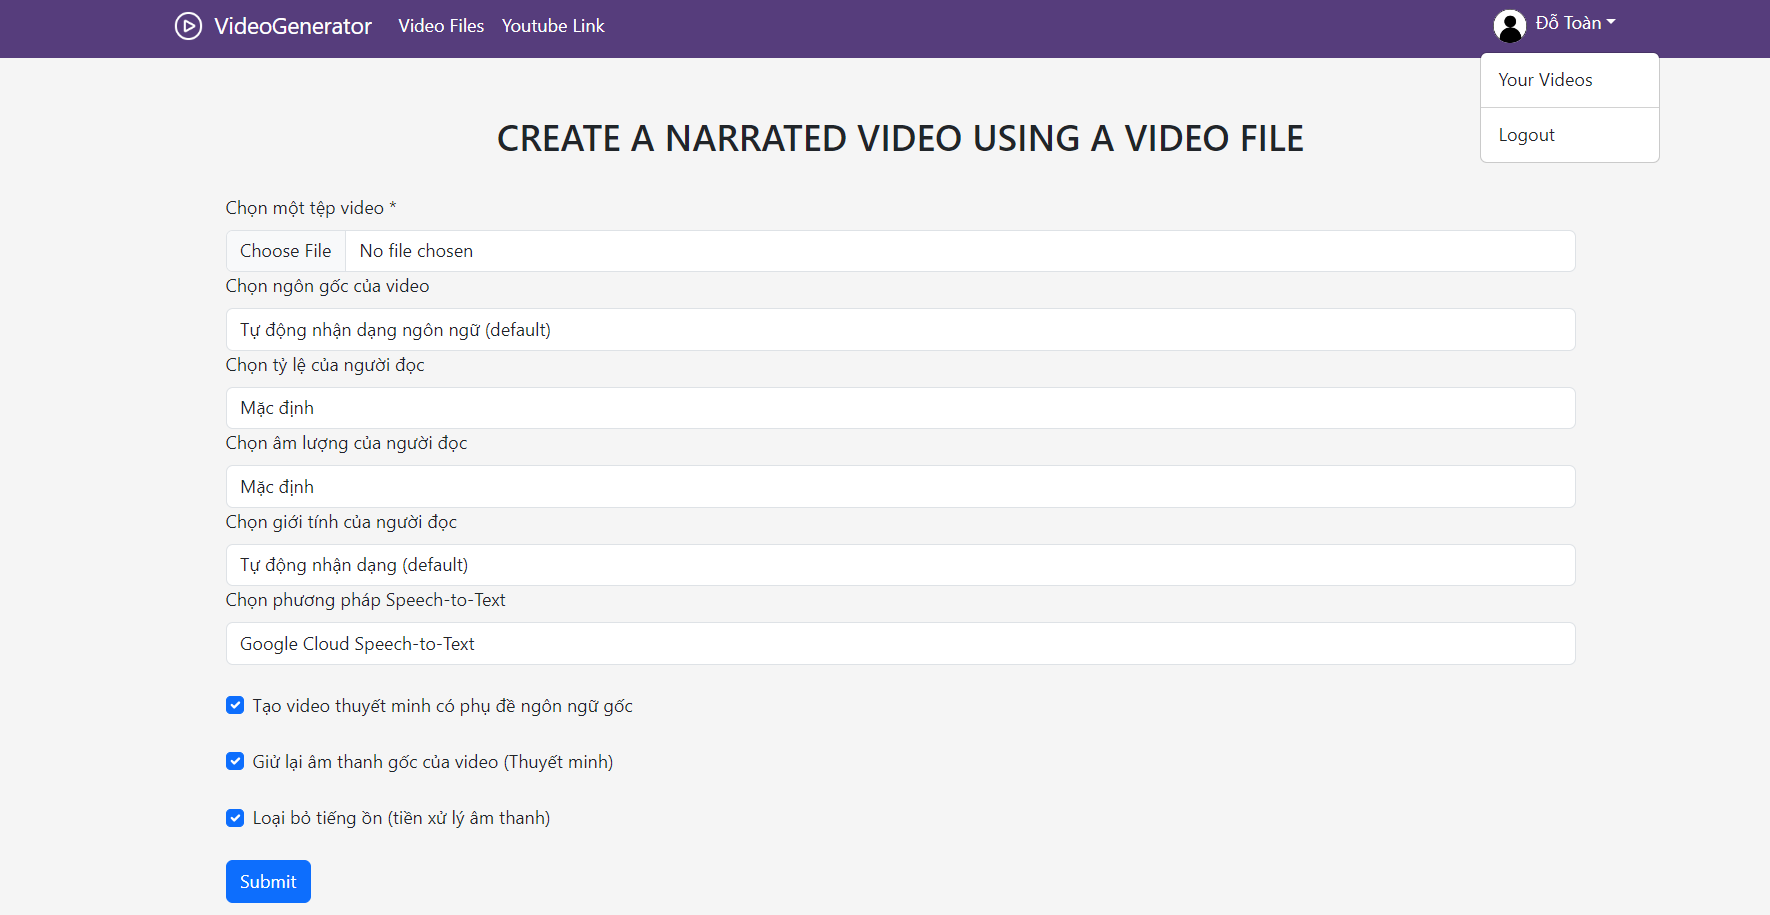 VideoGenerator Video Files Youtube Link Đỗ Toàn
Your Videos
Logout
CREATE A NARRATED VIDEO USING A VIDEO FILE
Chọn một tệp video *
Choose File No file chosen
Chọn ngôn gốc của video
Tự động nhận dạng ngôn ngữ (default)
Chọn tỷ lệ của người đọc
Mặc định
Chọn âm lượng của người đọc
Mặc định
Chọn giới tính của người đọc
Tự động nhận dạng (default)
Chọn phương pháp Speech-to-Text
Google Cloud Speech-to-Text
Tạo video thuyết minh có phụ đề ngôn ngữ gốc
Giử lại âm thanh gốc của video (Thuyết minh)
Loại bỏ tiếng ồn (tiền xử lý âm thanh)
Submit